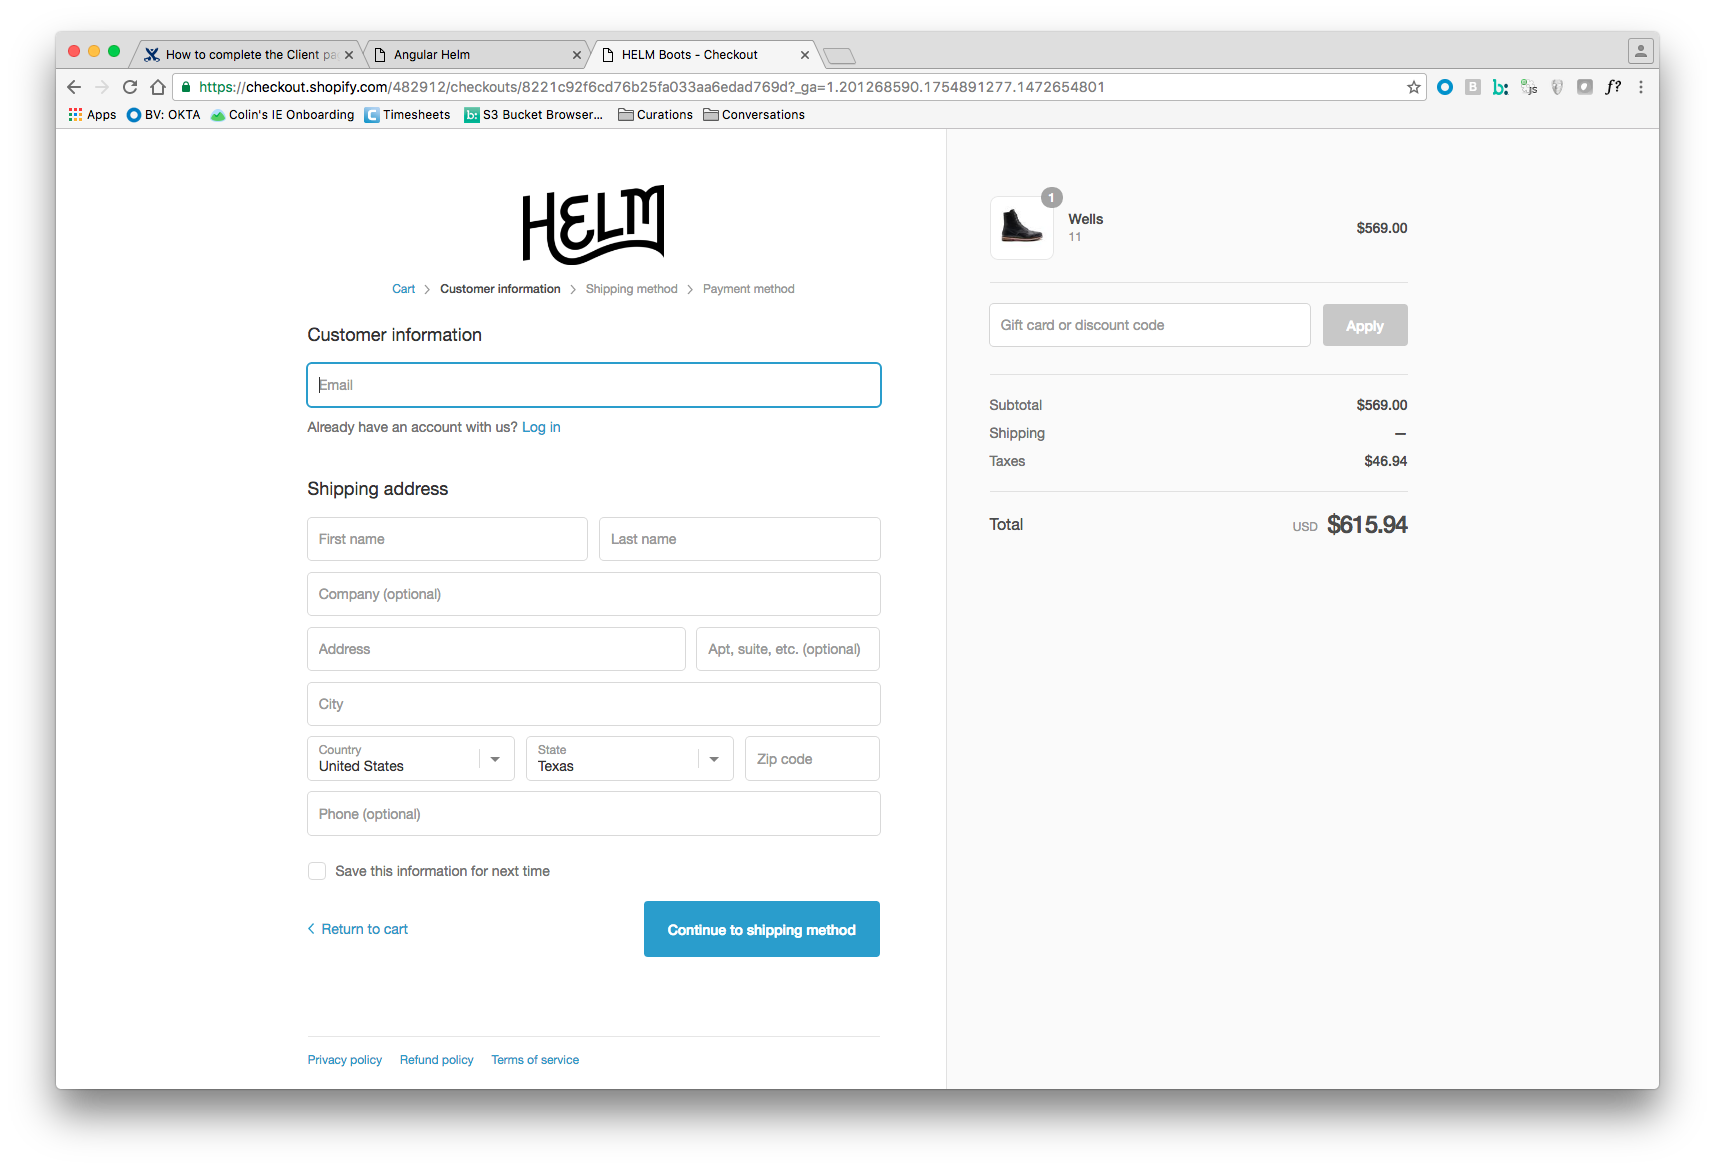 How to complete the Client pa
Angular Helm
HELM Boots - Checkout
https://checkout.shopify.com/482912/checkouts/8221c92f6cd76b25fa033aa6edad769d?_ga=1.201268590.1754891277.1472654801
Apps BV: OKTA Colin's IE Onboarding Timesheets S3 Bucket Browser... Curations Conversations
HELM
Cart > Customer information > Shipping method > Payment method
Customer information
Email
Already have an account with us? Log in
Shipping address
First name Last name
Company (optional)
Address Apt, suite, etc. (optional)
City
Country State
United States Texas Zip code
Phone (optional)
Save this information for next time
< Return to cart Continue to shipping method
Privacy policy Refund policy Terms of service
1
Wells
11
$569.00
Gift card or discount code Apply
Subtotal $569.00
Shipping —
Taxes $46.94
Total USD $615.94